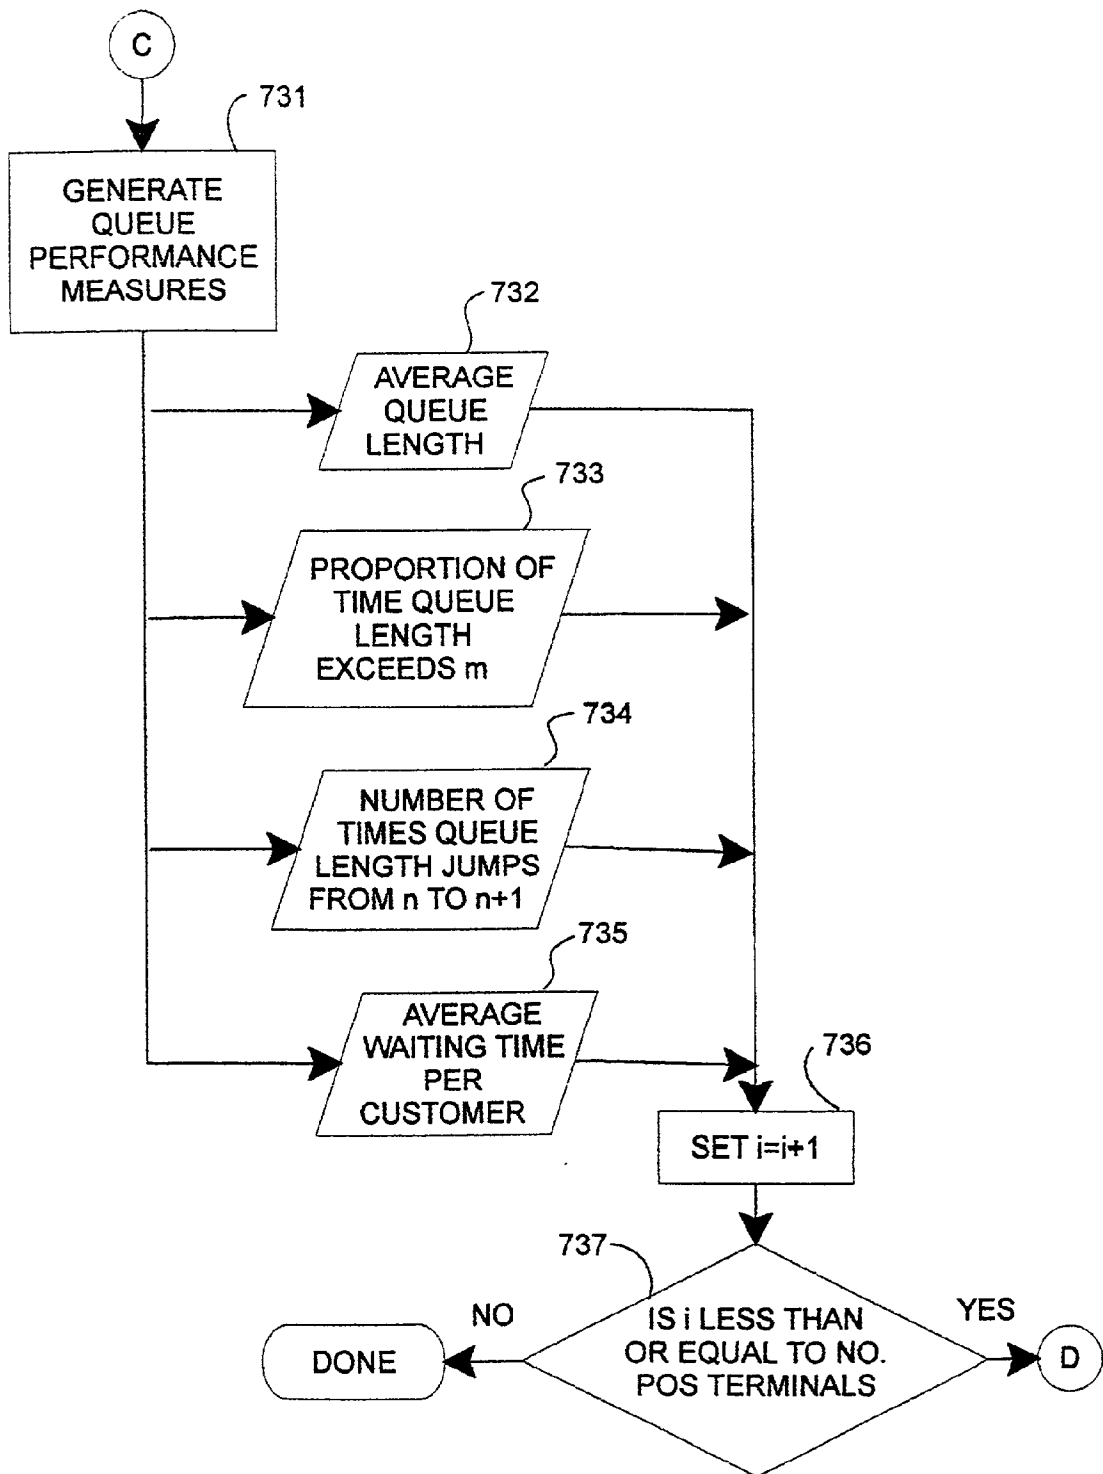 C
731
GENERATE
QUEUE
PERFORMANCE
MEASURES
732
AVERAGE
QUEUE
LENGTH
733
PROPORTION OF
TIME QUEUE
LENGTH
EXCEEDS m
734
NUMBER OF
TIMES QUEUE
LENGTH JUMPS
FROM n TO n+1
735
AVERAGE
WAITING TIME
PER
CUSTOMER
736
SET i=i+1
737
IS i LESS THAN
OR EQUAL TO NO.
POS TERMINALS
NO
DONE
YES
D